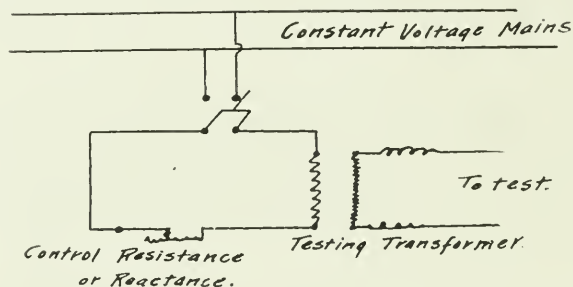 Constant Voltage Mains
To test.
Control Resistance
or Reactance.
Testing Transformer.